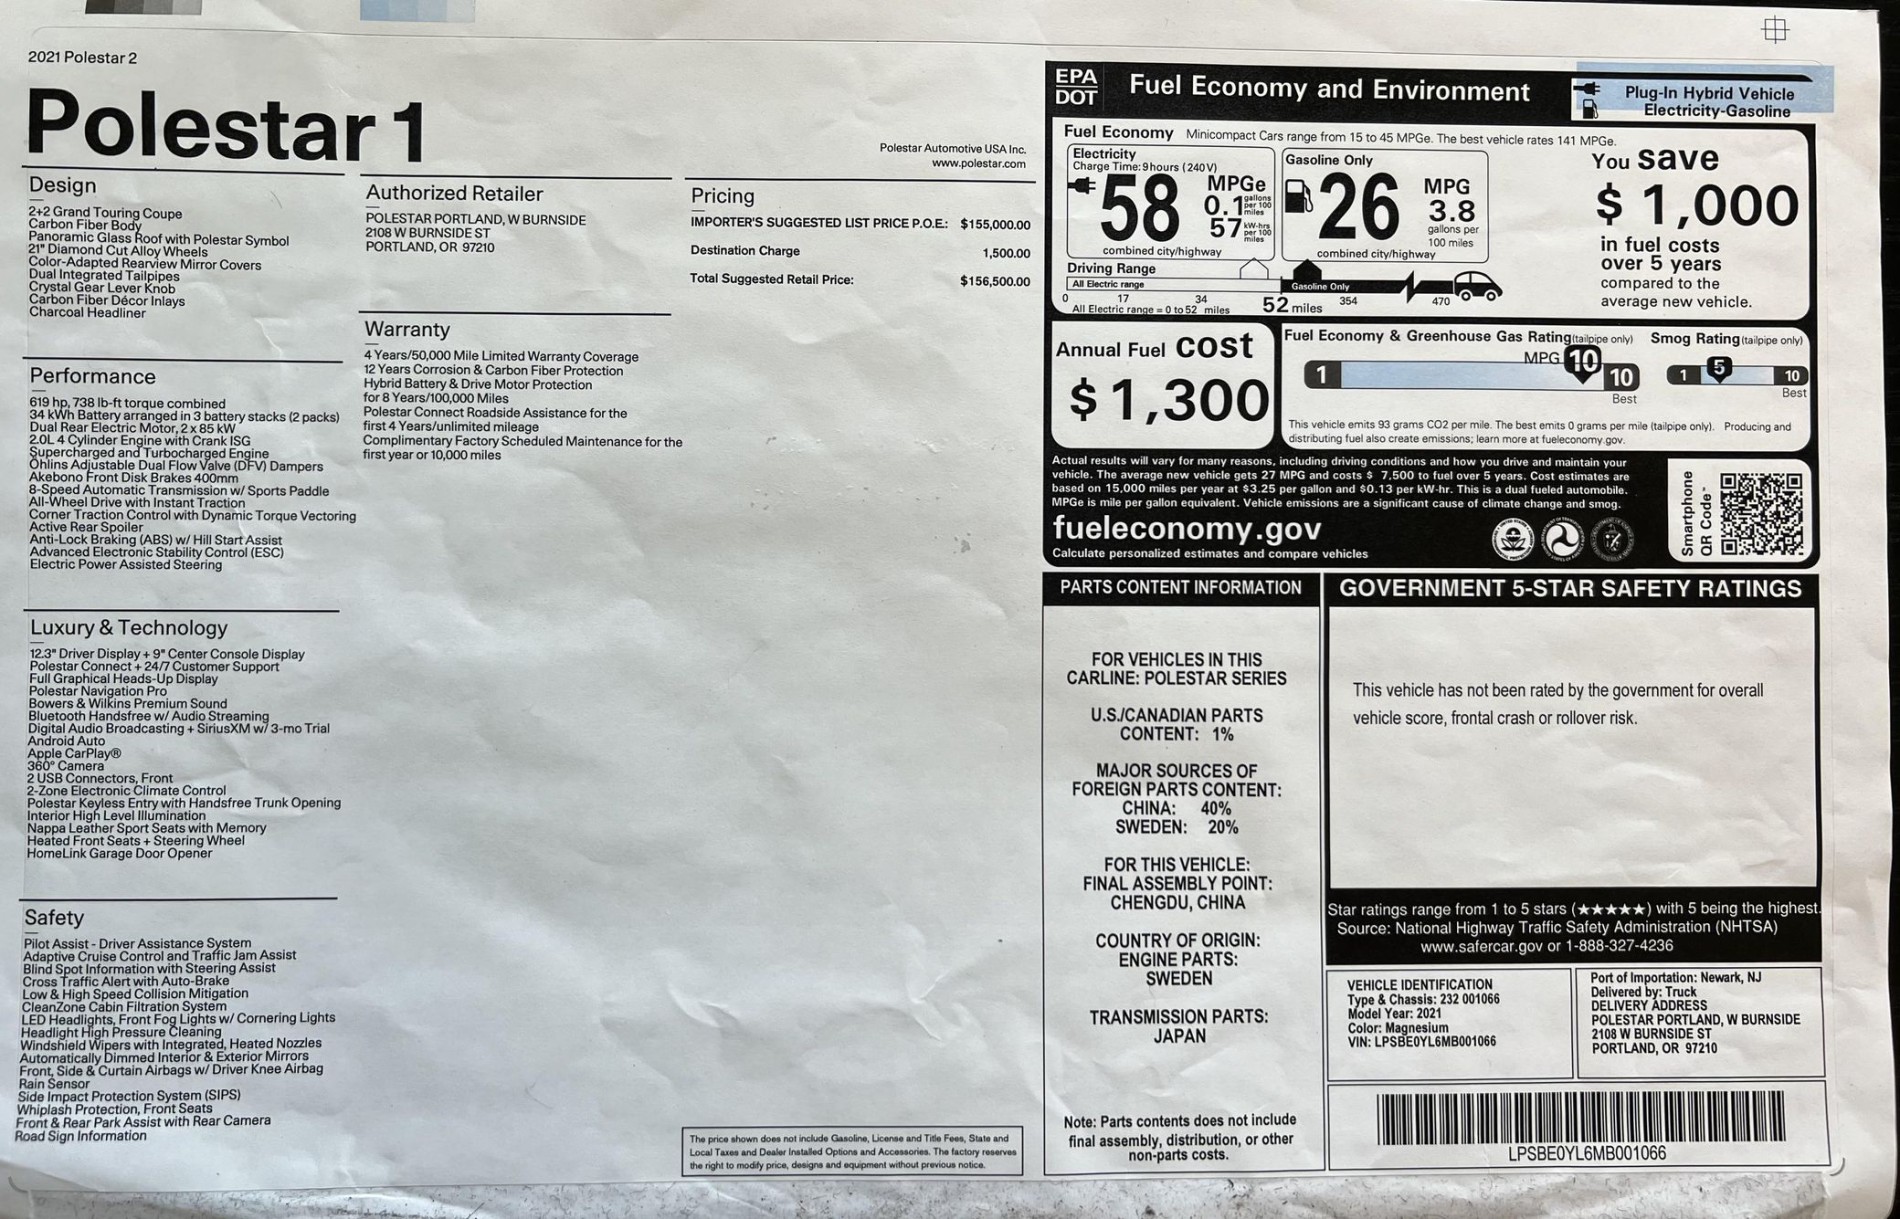 2021 Polestar 2
Polestar 1
Polestar Automotive USA Inc.
www.polestar.com
Design
2+2 Grand Touring Coupe
Carbon Fiber Body
Panoramic Glass Roof with Polestar Symbol
21" Diamond Cut Alloy Wheels
Color-Adapted Rearview Mirror Covers
Dual Integrated Tailpipes
Crystal Gear Lever Knob
Carbon Fiber Décor Inlays
Charcoal Headliner
Performance
619 hp, 738 lb-ft torque combined
34 kWh Battery arranged in 3 battery stacks (2 packs)
Dual Rear Electric Motor, 2 x 85 kW
2.0L 4 Cylinder Engine with Crank ISG
Supercharged and Turbocharged Engine
Öhlins Adjustable Dual Flow Valve (DFV) Dampers
Akebono Front Disk Brakes 400mm
8-Speed Automatic Transmission w/ Sports Paddle
All-Wheel Drive with Instant Traction
Corner Traction Control with Dynamic Torque Vectoring
Active Rear Spoiler
Anti-Lock Braking (ABS) w/ Hill Start Assist
Advanced Electronic Stability Control (ESC)
Electric Power Assisted Steering
Luxury & Technology
12.3" Driver Display + 9" Center Console Display
Polestar Connect + 24/7 Customer Support
Full Graphical Heads-Up Display
Polestar Navigation Pro
Bowers & Wilkins Premium Sound
Bluetooth Handsfree w/ Audio Streaming
Digital Audio Broadcasting + SiriusXM w/ 3-mo Trial
Android Auto
Apple CarPlay®
360° Camera
2 USB Connectors, Front
2-Zone Electronic Climate Control
Polestar Keyless Entry with Handsfree Trunk Opening
Interior High Level Illumination
Nappa Leather Sport Seats with Memory
Heated Front Seats + Steering Wheel
HomeLink Garage Door Opener
Safety
Pilot Assist - Driver Assistance System
Adaptive Cruise Control and Traffic Jam Assist
Blind Spot Information with Steering Assist
Cross Traffic Alert with Auto-Brake
Low & High Speed Collision Mitigation
CleanZone Cabin Filtration System
LED Headlights, Front Fog Lights w/ Cornering Lights
Headlight High Pressure Cleaning
Windshield Wipers with Integrated, Heated Nozzles
Automatically Dimmed Interior & Exterior Mirrors
Front, Side & Curtain Airbags w/ Driver Knee Airbag
Rain Sensor
Side Impact Protection System (SIPS)
Whiplash Protection, Front Seats
Front & Rear Park Assist with Rear Camera
Road Sign Information
Authorized Retailer
POLESTAR PORTLAND, W BURNSIDE
2108 W BURNSIDE ST
PORTLAND, OR 97210
Warranty
4 Years/50,000 Mile Limited Warranty Coverage
12 Years Corrosion & Carbon Fiber Protection
Hybrid Battery & Drive Motor Protection
for 8 Years/100,000 Miles
Polestar Connect Roadside Assistance for the
first 4 Years/unlimited mileage
Complimentary Factory Scheduled Maintenance for the
first year or 10,000 miles
Pricing
IMPORTER'S SUGGESTED LIST PRICE P.O.E.: $155,000.00
Destination Charge 1,500.00
Total Suggested Retail Price: $156,500.00
The price shown does not include Gasoline, License and Title Fees, State and
Local Taxes and Dealer Installed Options and Accessories. The factory reserves
the right to modify price, designs and equipment without previous notice.
EPA
DOT
Fuel Economy and Environment
Plug-In Hybrid Vehicle
Electricity-Gasoline
Fuel Economy Minicompact Cars range from 15 to 45 MPGe. The best vehicle rates 141 MPGe.
Electricity
Charge Time: 9 hours (240 V)
58 MPGe
0.1 gallons per 100 miles
57 kW-hrs per 100 miles
combined city/highway
Gasoline Only
26 MPG
3.8
gallons per
100 miles
combined city/highway
Driving Range
All Electric range
Gasoline Only
0 17 34 52 miles 354 470
All Electric range = 0 to 52 miles
You save
$ 1,000
in fuel costs
over 5 years
compared to the
average new vehicle.
Annual Fuel cost
$ 1,300
Fuel Economy & Greenhouse Gas Rating (tailpipe only)
MPG 10
1 10
Best
Smog Rating (tailpipe only)
1 5 10
Best
This vehicle emits 93 grams CO2 per mile. The best emits 0 grams per mile (tailpipe only). Producing and
distributing fuel also create emissions; learn more at fueleconomy.gov.
Actual results will vary for many reasons, including driving conditions and how you drive and maintain your
vehicle. The average new vehicle gets 27 MPG and costs $ 7,500 to fuel over 5 years. Cost estimates are
based on 15,000 miles per year at $3.25 per gallon and $0.13 per kW-hr. This is a dual fueled automobile.
MPGe is mile per gallon equivalent. Vehicle emissions are a significant cause of climate change and smog.
fueleconomy.gov
Calculate personalized estimates and compare vehicles
Smartphone
QR Code™
PARTS CONTENT INFORMATION
FOR VEHICLES IN THIS
CARLINE: POLESTAR SERIES
U.S./CANADIAN PARTS
CONTENT: 1%
MAJOR SOURCES OF
FOREIGN PARTS CONTENT:
CHINA: 40%
SWEDEN: 20%
FOR THIS VEHICLE:
FINAL ASSEMBLY POINT:
CHENGDU, CHINA
COUNTRY OF ORIGIN:
ENGINE PARTS:
SWEDEN
TRANSMISSION PARTS:
JAPAN
Note: Parts contents does not include
final assembly, distribution, or other
non-parts costs.
GOVERNMENT 5-STAR SAFETY RATINGS
This vehicle has not been rated by the government for overall
vehicle score, frontal crash or rollover risk.
Star ratings range from 1 to 5 stars (★★★★★) with 5 being the highest.
Source: National Highway Traffic Safety Administration (NHTSA)
www.safercar.gov or 1-888-327-4236
VEHICLE IDENTIFICATION
Type & Chassis: 232 001066
Model Year: 2021
Color: Magnesium
VIN: LPSBE0YL6MB001066
Port of Importation: Newark, NJ
Delivered by: Truck
DELIVERY ADDRESS
POLESTAR PORTLAND, W BURNSIDE
2108 W BURNSIDE ST
PORTLAND, OR 97210
LPSBE0YL6MB001066